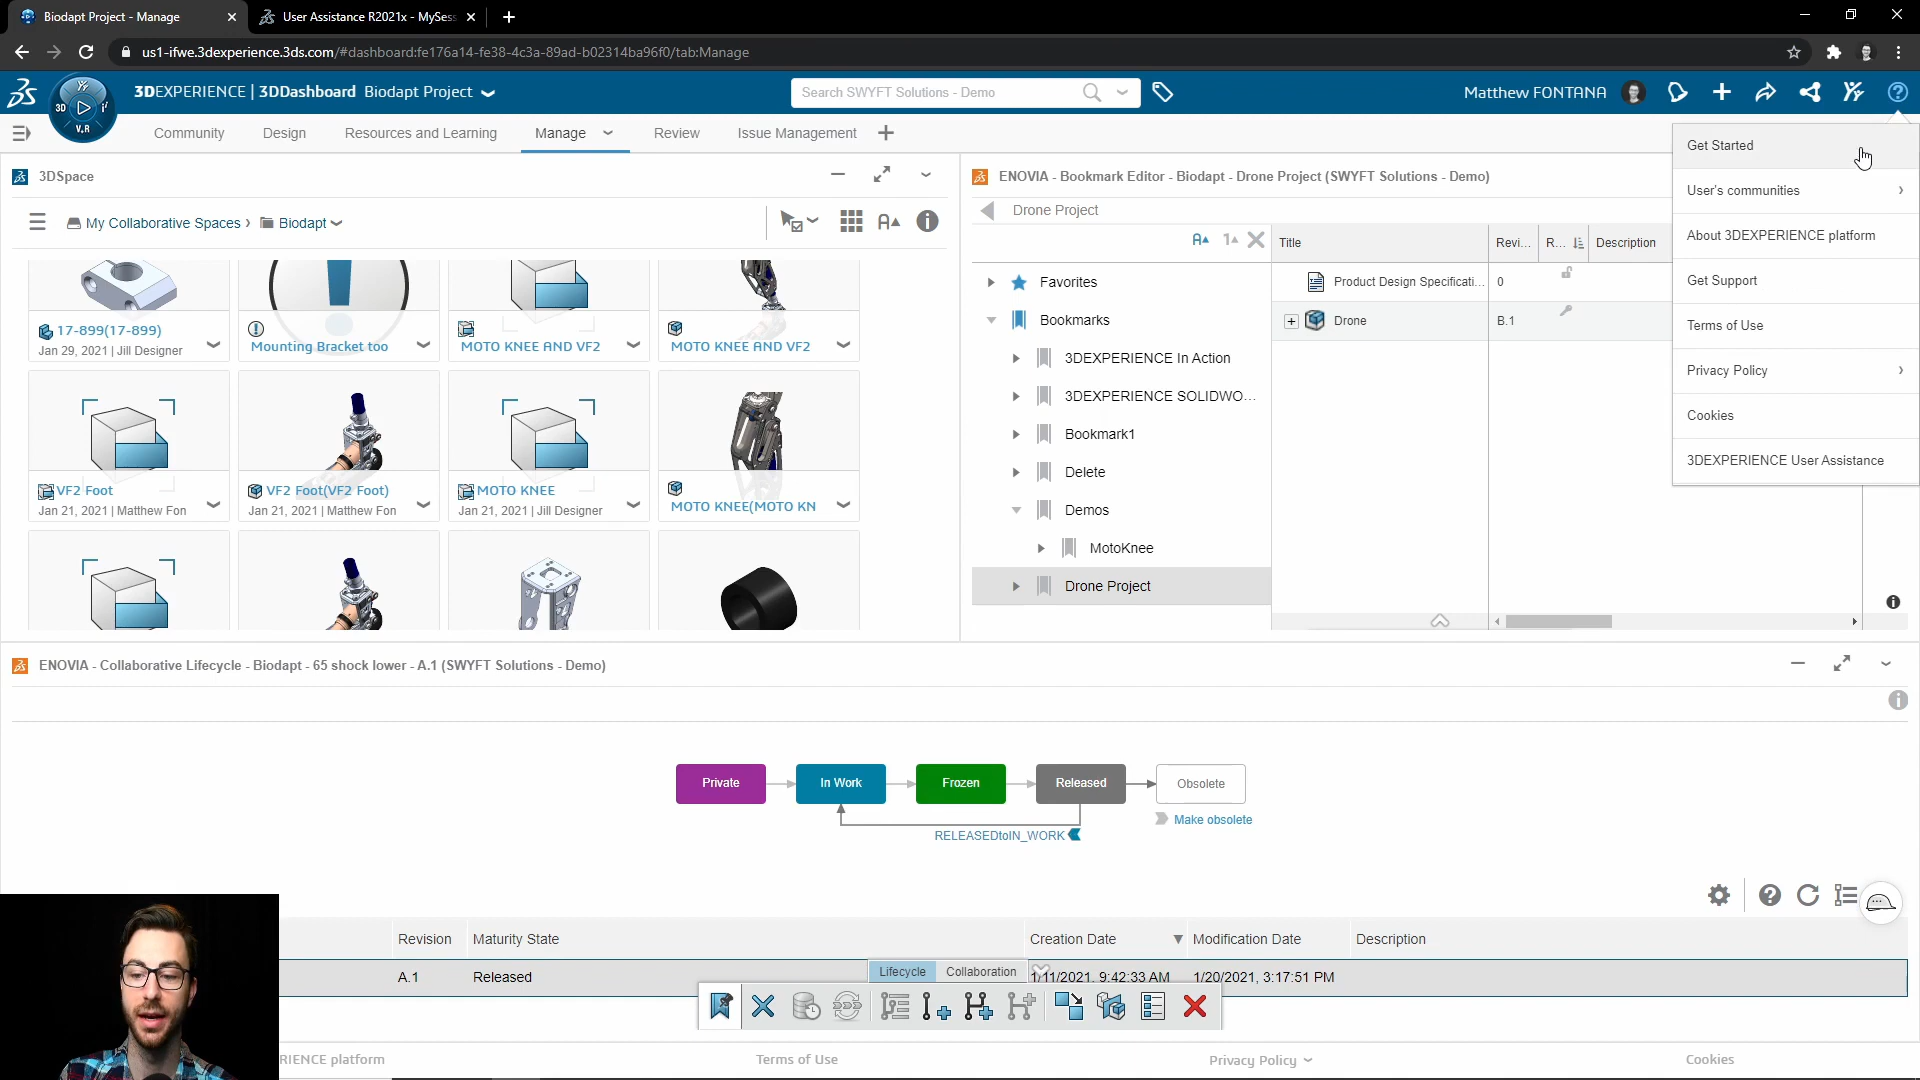 Biodapt Project - Manage
User Assistance R2021x - MySess
us1-ifwe.3dexperience.3ds.com/#dashboard:fe176a14-fe38-4c3a-89ad-b02314ba96f0/tab:Manage
3DEXPERIENCE | 3DDashboard Biodapt Project
Search SWYFT Solutions - Demo
Matthew FONTANA
3D
V.R
Community
Design
Resources and Learning
Manage
Review
Issue Management
Get Started
User's communities
About 3DEXPERIENCE platform
Get Support
Terms of Use
Privacy Policy
Cookies
3DEXPERIENCE User Assistance
3DSpace
My Collaborative Spaces
Biodapt
17-899(17-899)
Jan 29, 2021 | Jill Designer
Mounting Bracket too
MOTO KNEE AND VF2
MOTO KNEE AND VF2
VF2 Foot
Jan 21, 2021 | Matthew Fon
VF2 Foot(VF2 Foot)
Jan 21, 2021 | Matthew Fon
MOTO KNEE
Jan 21, 2021 | Jill Designer
MOTO KNEE(MOTO KN
ENOVIA - Bookmark Editor - Biodapt - Drone Project (SWYFT Solutions - Demo)
Drone Project
Favorites
Bookmarks
3DEXPERIENCE In Action
3DEXPERIENCE SOLIDWO...
Bookmark1
Delete
Demos
MotoKnee
Drone Project
Title
Revi...
R...
Description
Product Design Specificati...
0
Drone
B.1
ENOVIA - Collaborative Lifecycle - Biodapt - 65 shock lower - A.1 (SWYFT Solutions - Demo)
Private
In Work
Frozen
Released
Obsolete
Make obsolete
RELEASEDtoIN_WORK
Revision
Maturity State
Creation Date
Modification Date
Description
A.1
Released
1/11/2021, 9:42:33 AM
1/20/2021, 3:17:51 PM
Lifecycle
Collaboration
RIENCE platform
Terms of Use
Privacy Policy
Cookies